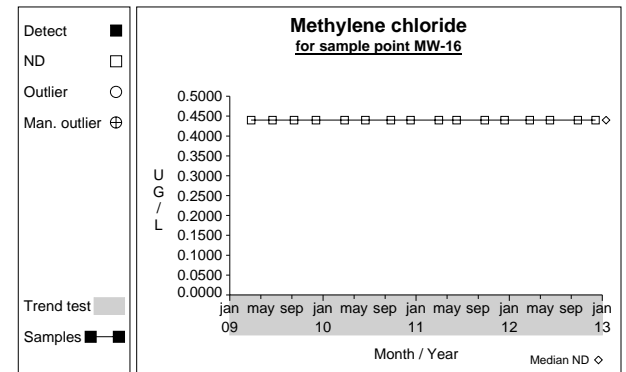 Detect
ND
Outlier
Man. outlier
Trend test
Samples
Methylene chloride
for sample point MW-16
U
G
/
L
0.5000
0.4500
0.4000
0.3500
0.3000
0.2500
0.2000
0.1500
0.1000
0.0500
0.0000
jan may sep jan may sep jan may sep jan may sep jan
09 10 11 12 13
Month / Year
Median ND